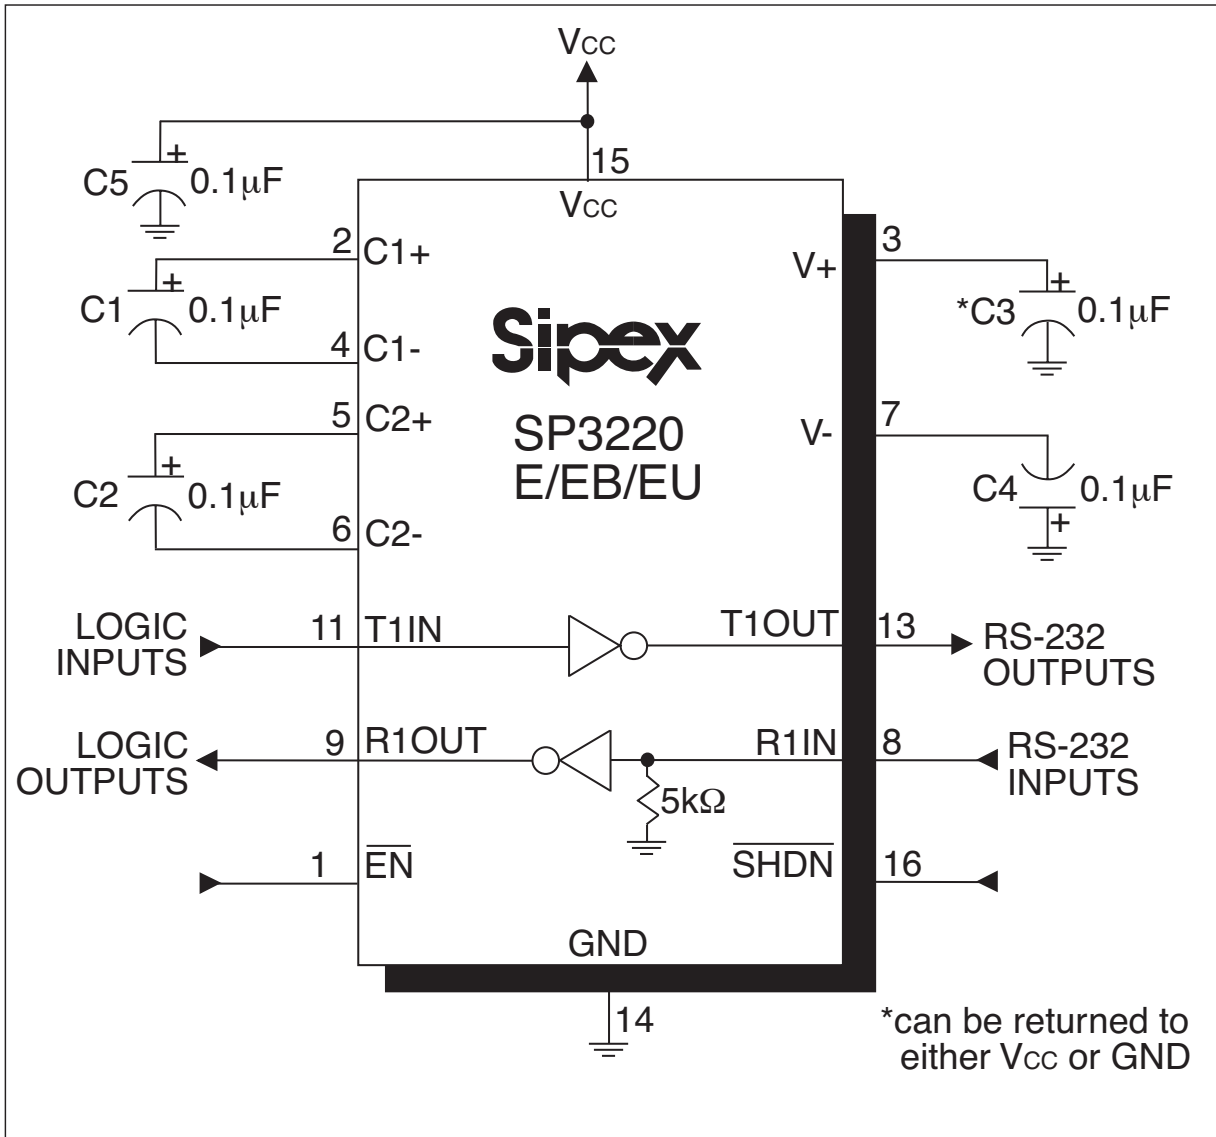 VCC
15
VCC
+
C5
0.1µF
2
C1+
+
C1
0.1µF
4
C1-
V+
3
+
*C3
0.1µF
Sipex
SP3220
E/EB/EU
5
C2+
+
C2
0.1µF
6
C2-
V-
7
C4
0.1µF
+
LOGIC
INPUTS
11
T1IN
T1OUT
13
RS-232
OUTPUTS
LOGIC
OUTPUTS
9
R1OUT
R1IN
8
RS-232
INPUTS
5kΩ
1
EN
SHDN
16
GND
14
*can be returned to
either VCC or GND